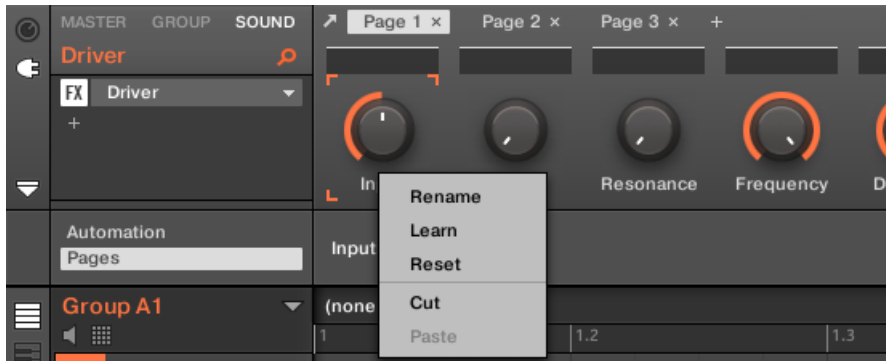 MASTER GROUP SOUND
Page 1 × Page 2 × Page 3 × +
Driver
FX Driver
+
In Resonance Frequency D
Rename
Learn
Reset
Cut
Paste
Automation
Pages
Input
Group A1
(none
1 1.2 1.3